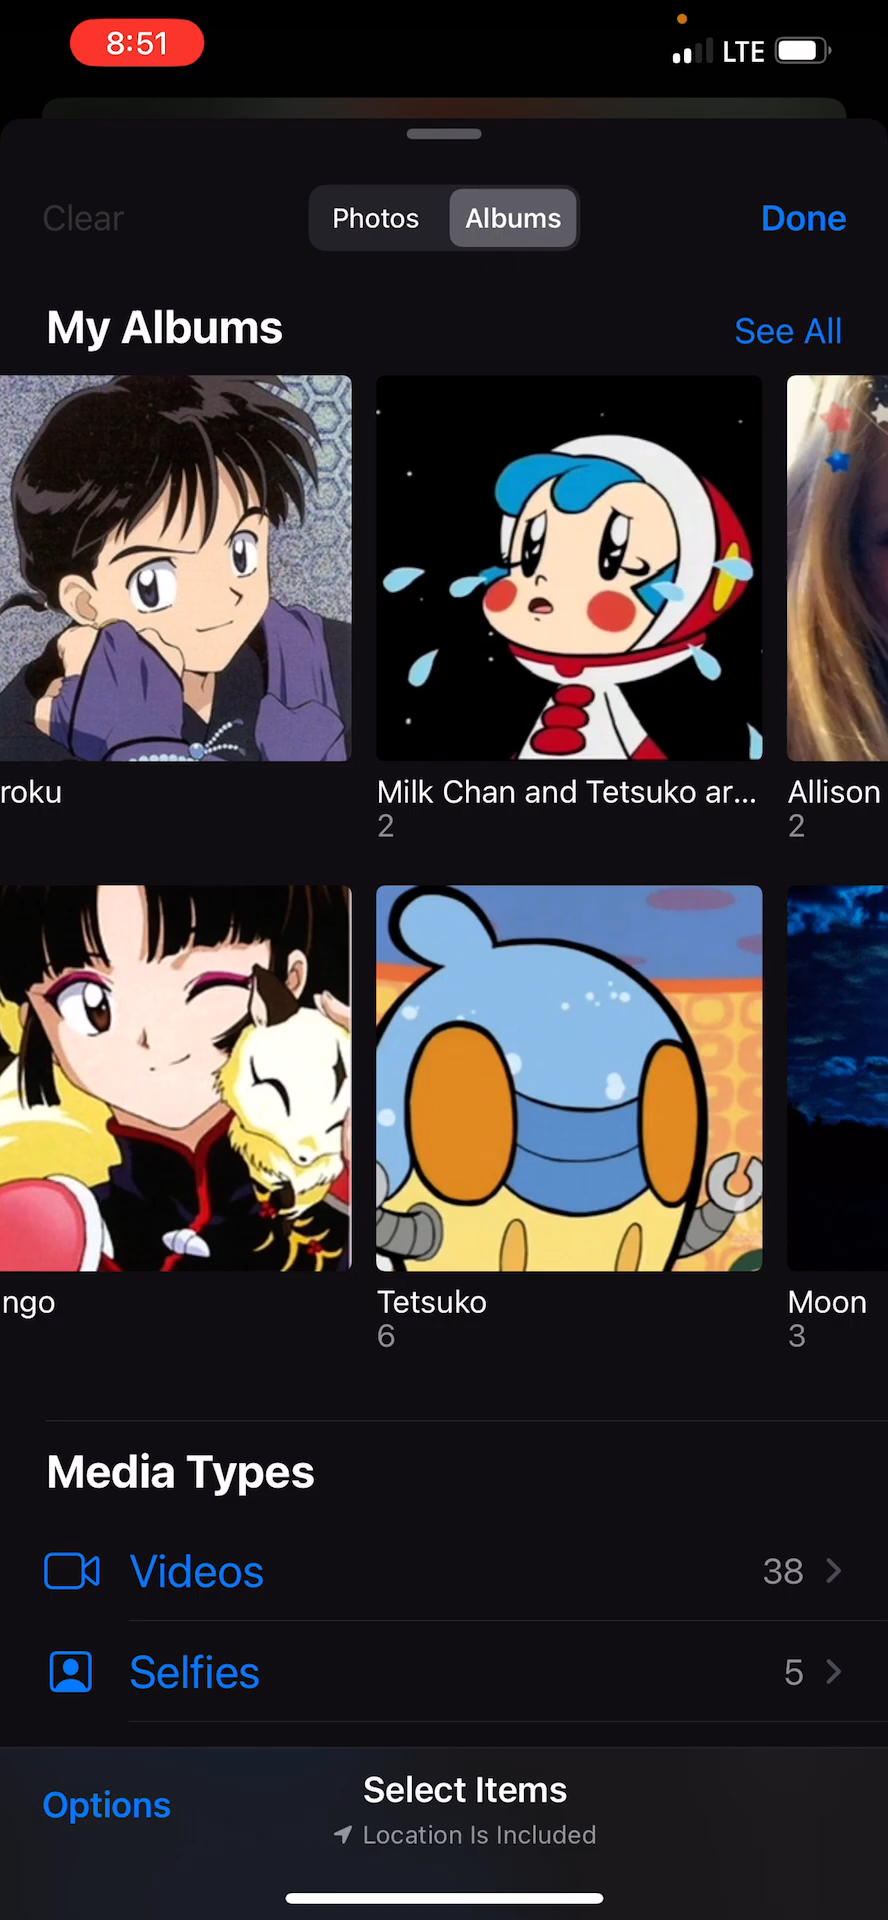 8:51
LTE
Clear
Photos
Albums
Done
My Albums
See All
roku
Milk Chan and Tetsuko ar...
2
Allison
2
ngo
Tetsuko
6
Moon
3
Media Types
Videos
38
Selfies
5
Options
Select Items
Location Is Included